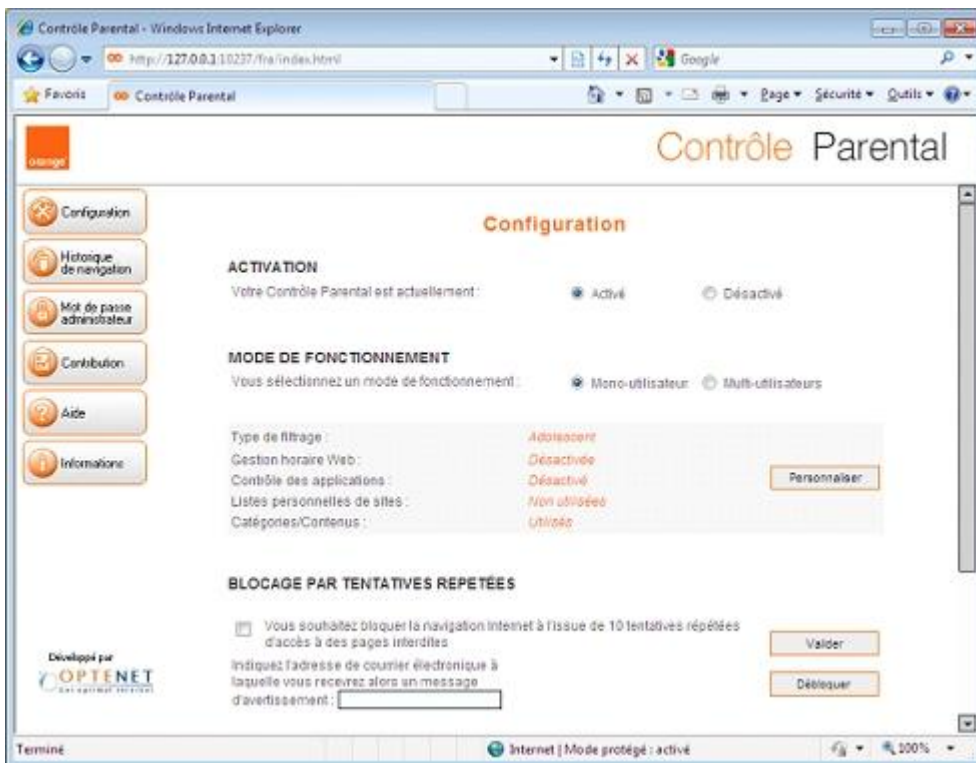 Contrôle Parental - Windows Internet Explorer
http://127.0.0.1:10237/fra/index.html
Google
Favoris
Contrôle Parental
Page
Sécurité
Outils
orange
Contrôle Parental
Configuration
Historique
de navigation
Mot de passe
administrateur
Contribution
Aide
Informations
Configuration
ACTIVATION
Votre Contrôle Parental est actuellement :
Activé
Désactivé
MODE DE FONCTIONNEMENT
Vous sélectionnez un mode de fonctionnement :
Mono-utilisateur
Multi-utilisateurs
Type de filtrage : Adolescent
Gestion horaire Web : Désactivée
Contrôle des applications : Désactivé
Personnaliser
Listes personnelles de sites : Non utilisées
Catégories/Contenus : Utilisés
BLOCAGE PAR TENTATIVES REPETÉES
Vous souhaitez bloquer la navigation Internet à l'issue de 10 tentatives répétées
d'accès à des pages interdites
Valider
Indiquez l'adresse de courrier électronique à
laquelle vous recevrez alors un message
d'avertissement :
Débloquer
Développé par
OPTENET
Terminé
Internet | Mode protégé : activé
100%